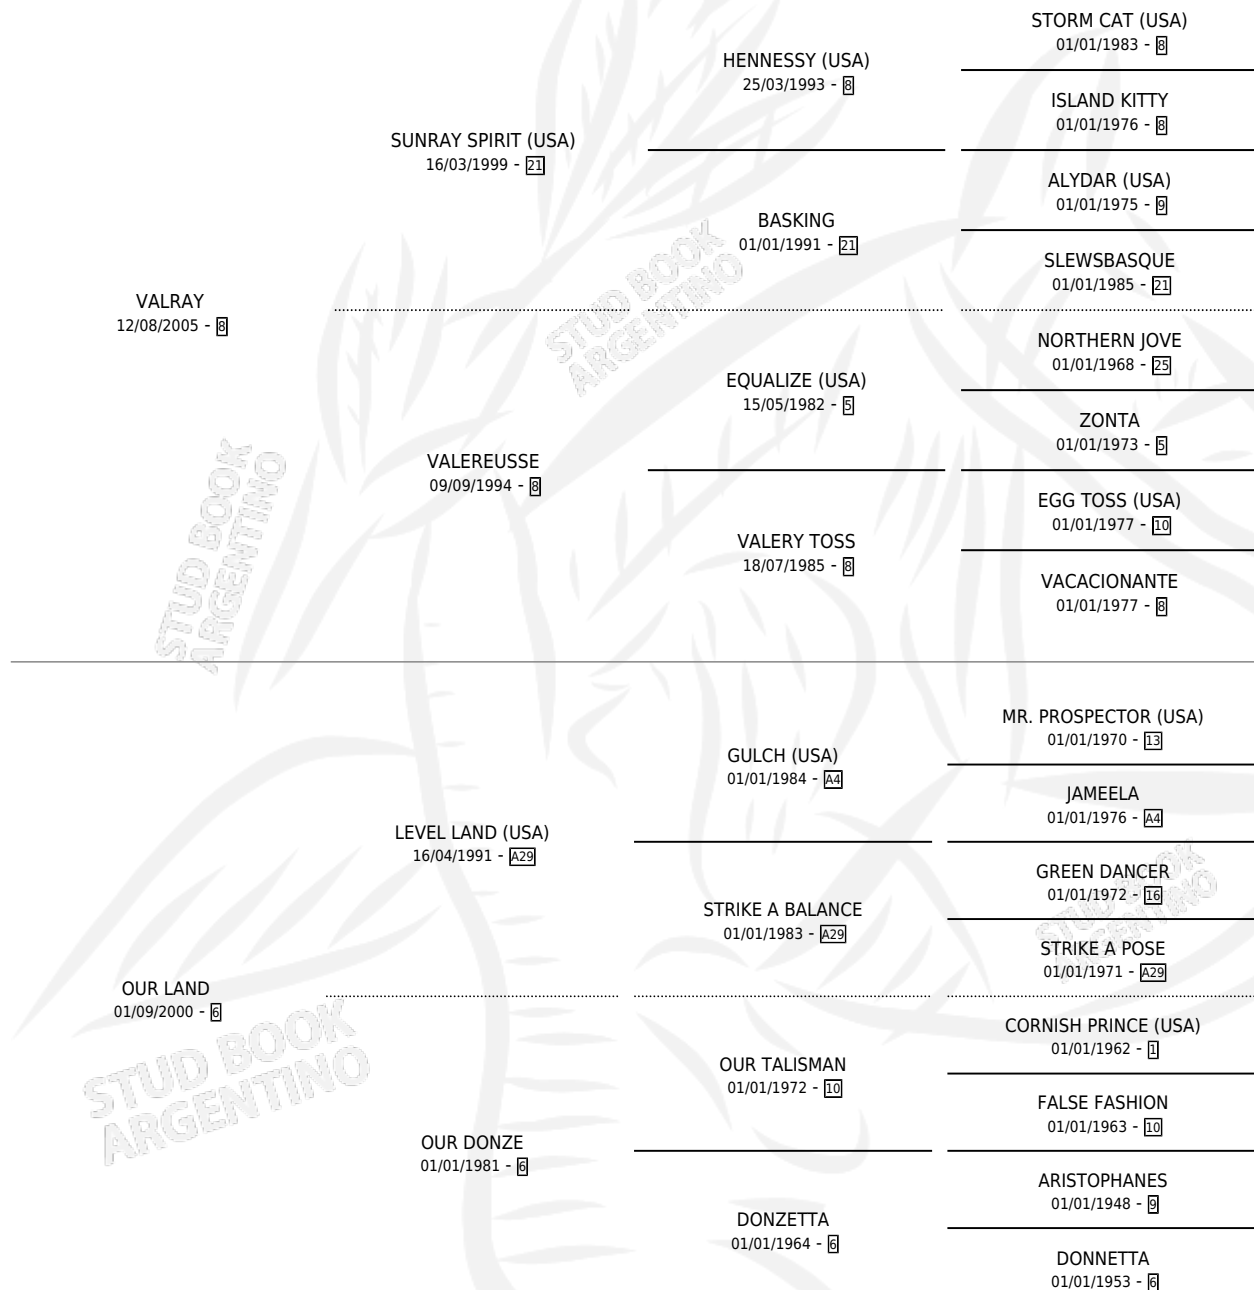 STORM CAT (USA)
01/01/1983 - 8
HENNESSY (USA)
25/03/1993 - 8
ISLAND KITTY
01/01/1976 - 8
SUNRAY SPIRIT (USA)
16/03/1999 - 21
ALYDAR (USA)
01/01/1975 - 9
BASKING
01/01/1991 - 21
SLEWSBASQUE
01/01/1985 - 21
VALRAY
12/08/2005 - 8
NORTHERN JOVE
01/01/1968 - 25
EQUALIZE (USA)
15/05/1982 - 5
ZONTA
01/01/1973 - 5
VALEREUSSE
09/09/1994 - 8
EGG TOSS (USA)
01/01/1977 - 10
VALERY TOSS
18/07/1985 - 8
VACACIONANTE
01/01/1977 - 8
MR. PROSPECTOR (USA)
01/01/1970 - 13
GULCH (USA)
01/01/1984 - A4
JAMEELA
01/01/1976 - A4
LEVEL LAND (USA)
16/04/1991 - A29
GREEN DANCER
01/01/1972 - 16
STRIKE A BALANCE
01/01/1983 - A29
STRIKE A POSE
01/01/1971 - A29
OUR LAND
01/09/2000 - 6
CORNISH PRINCE (USA)
01/01/1962 - 1
OUR TALISMAN
01/01/1972 - 10
FALSE FASHION
01/01/1963 - 10
OUR DONZE
01/01/1981 - 6
ARISTOPHANES
01/01/1948 - 9
DONZETTA
01/01/1964 - 6
DONNETTA
01/01/1953 - 6
STUD BOOK
ARGENTINO
STUD BOOK
ARGENTINO
STUD BOOK
ARGENTINO
STUD BOOK
ARGENTINO